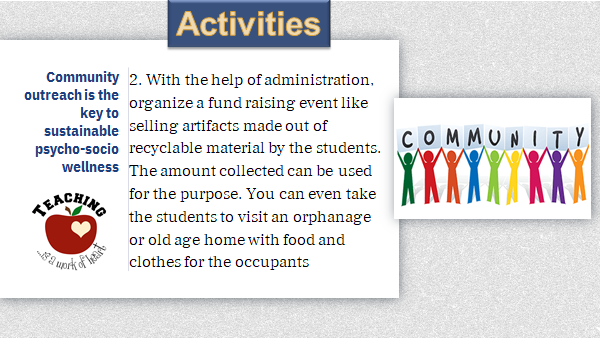 Activities
Community
outreach is the
key to
sustainable
psycho-socio
wellness
TEACHING
...is a work of heart
2. With the help of administration,
organize a fund raising event like
selling artifacts made out of
recyclable material by the students.
The amount collected can be used
for the purpose. You can even take
the students to visit an orphanage
or old age home with food and
clothes for the occupants
COMMUNITY